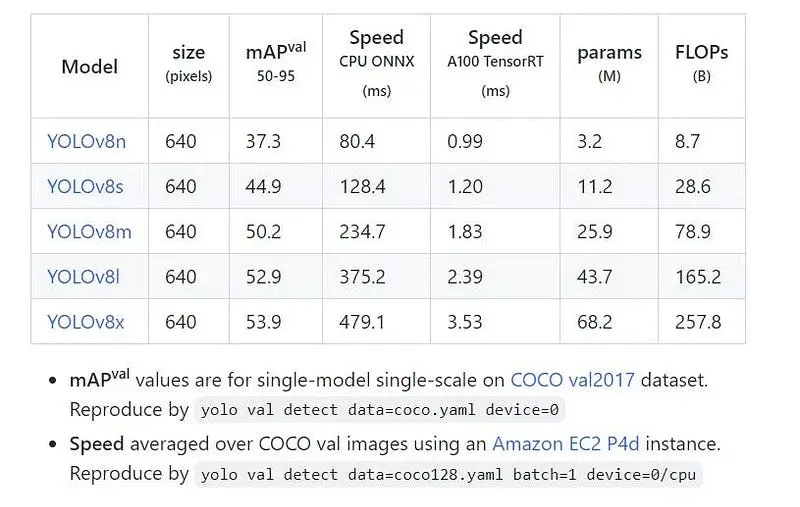 Model size (pixels) mAPval 50-95 Speed CPU ONNX (ms) Speed A100 TensorRT (ms) params (M) FLOPs (B)
YOLOv8n 640 37.3 80.4 0.99 3.2 8.7
YOLOv8s 640 44.9 128.4 1.20 11.2 28.6
YOLOv8m 640 50.2 234.7 1.83 25.9 78.9
YOLOv8l 640 52.9 375.2 2.39 43.7 165.2
YOLOv8x 640 53.9 479.1 3.53 68.2 257.8
• mAPval values are for single-model single-scale on COCO val2017 dataset.
Reproduce by yolo val detect data=coco.yaml device=0
• Speed averaged over COCO val images using an Amazon EC2 P4d instance.
Reproduce by yolo val detect data=coco128.yaml batch=1 device=0/cpu